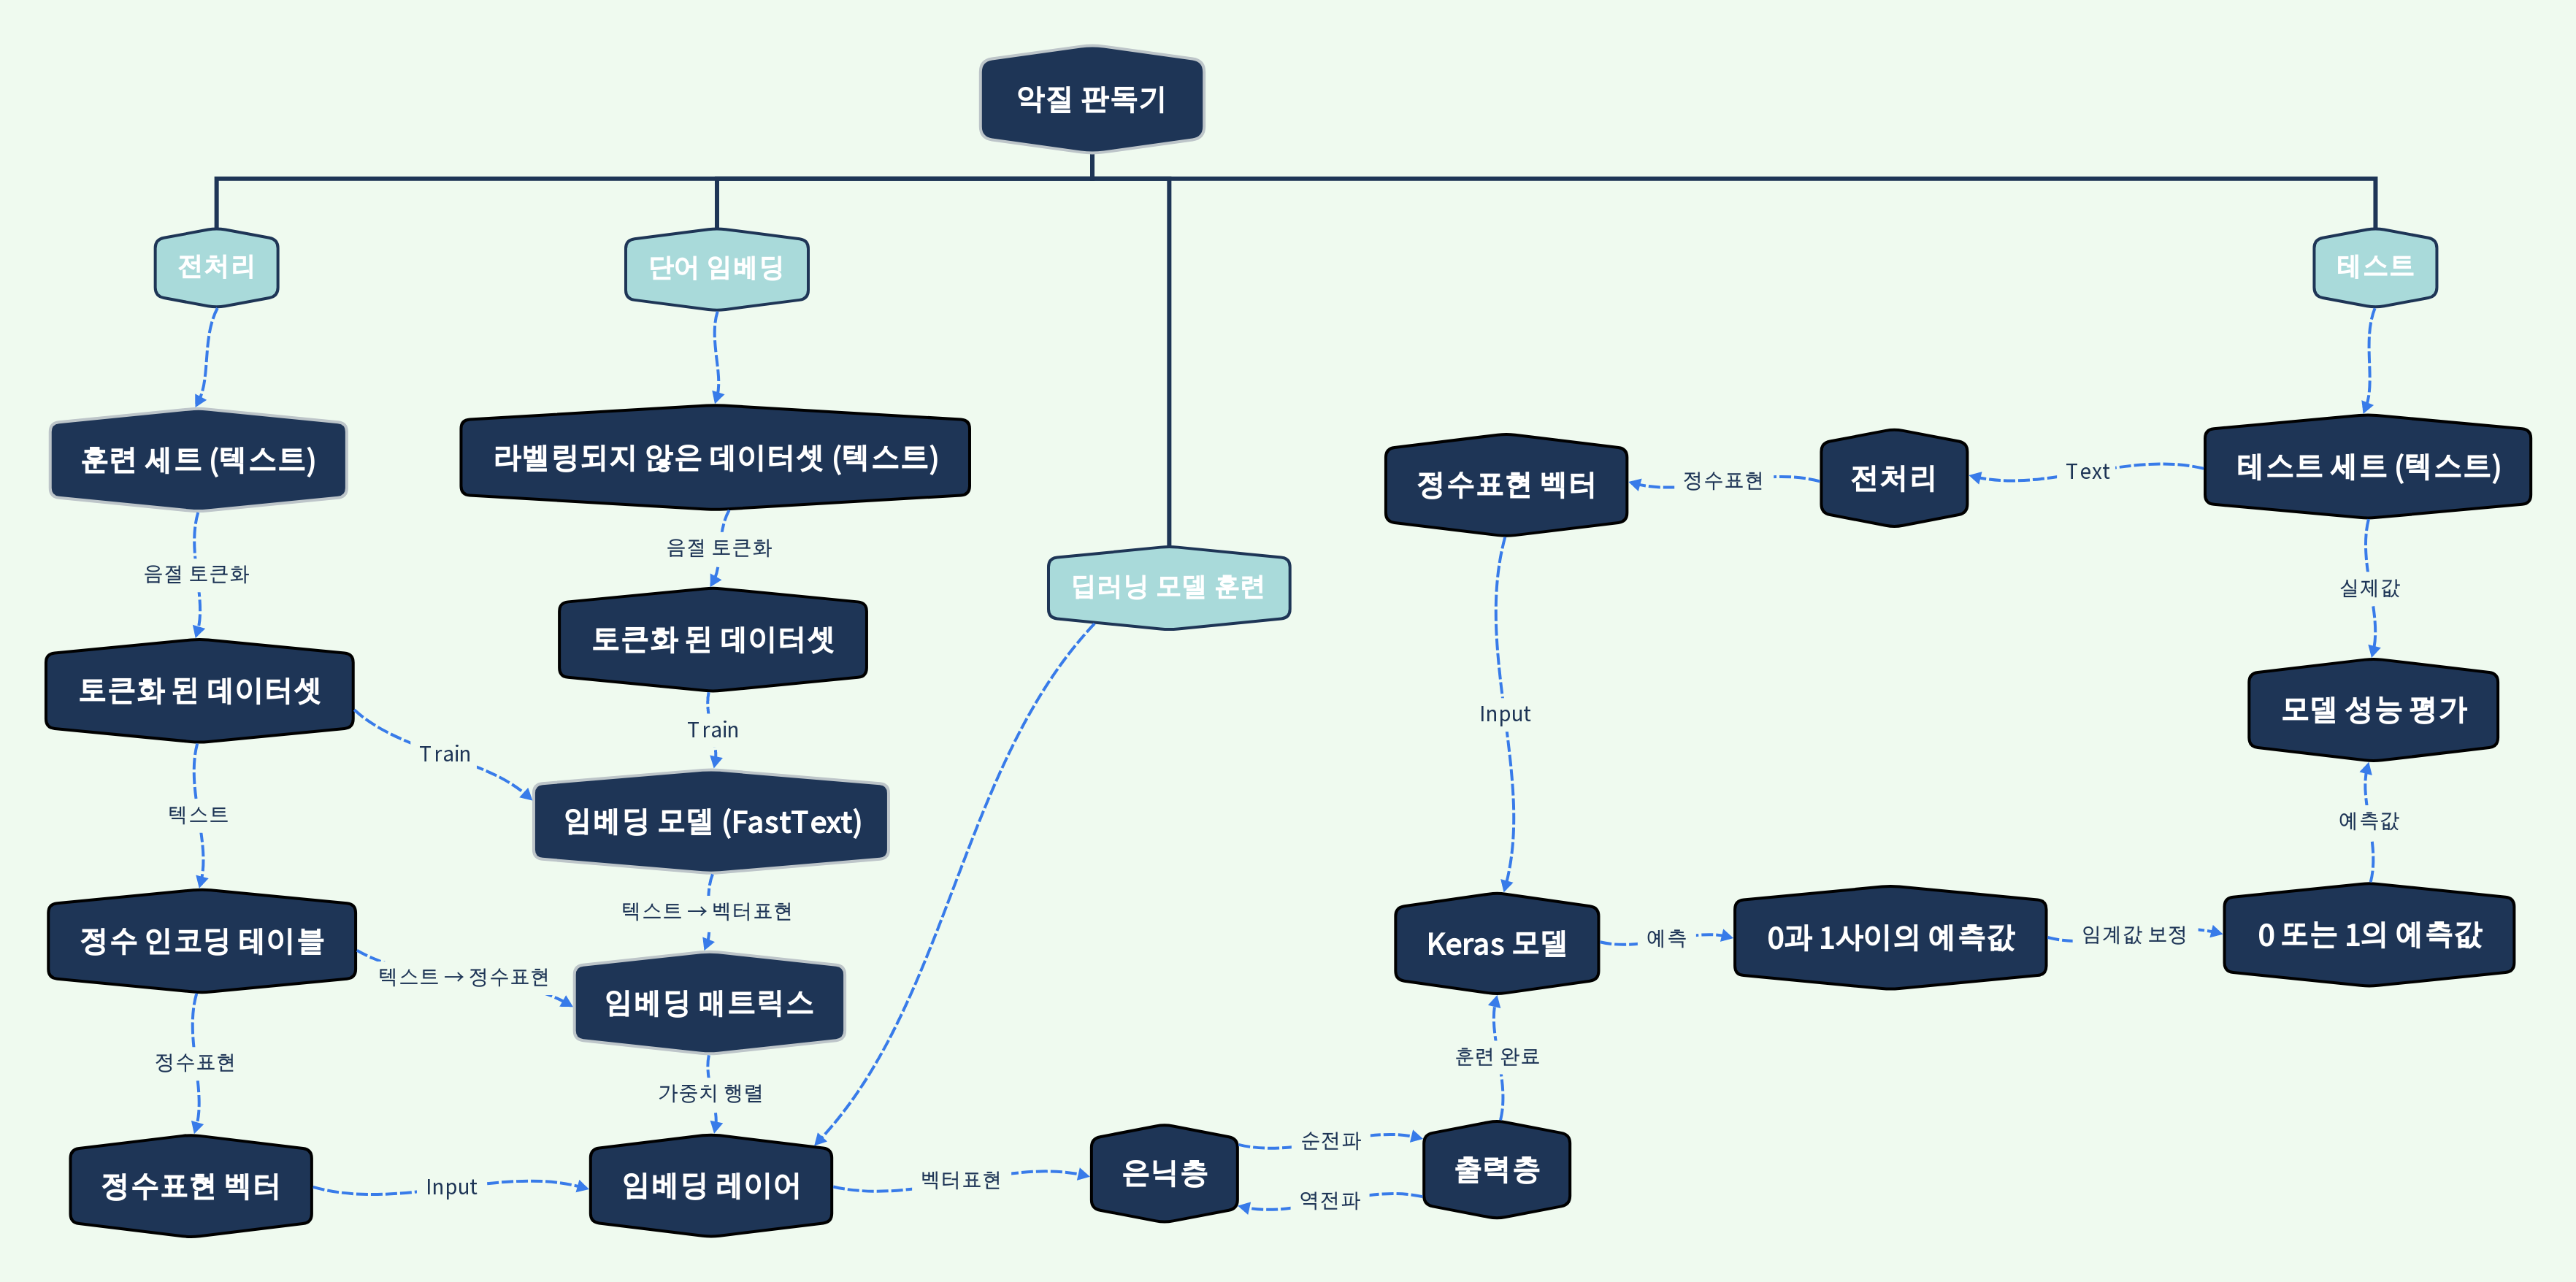 악질 판독기
전처리
단어 임베딩
테스트
훈련 세트 (텍스트)
라벨링되지 않은 데이터셋 (텍스트)
정수표현 벡터
정수표현
전처리
Text
테스트 세트 (텍스트)
음절 토큰화
음절 토큰화
딥러닝 모델 훈련
실제값
토큰화 된 데이터셋
토큰화 된 데이터셋
Train
Train
Input
모델 성능 평가
텍스트
임베딩 모델 (FastText)
예측값
텍스트 → 벡터표현
정수 인코딩 테이블
텍스트 → 정수표현
임베딩 매트릭스
Keras 모델
예측
0과 1사이의 예측값
임계값 보정
0 또는 1의 예측값
정수표현
가중치 행렬
훈련 완료
정수표현 벡터
Input
임베딩 레이어
벡터표현
은닉층
순전파
역전파
출력층